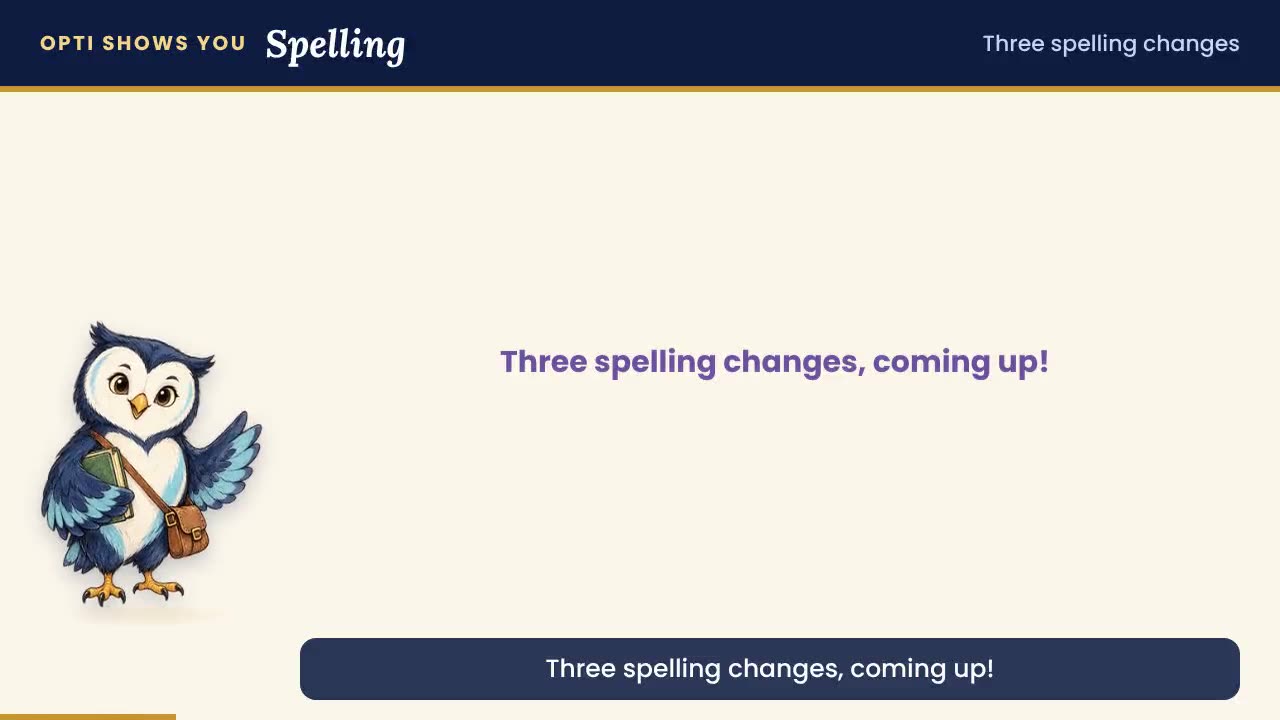 OPTI SHOWS YOU Spelling
Three spelling changes
Three spelling changes, coming up!
Three spelling changes, coming up!